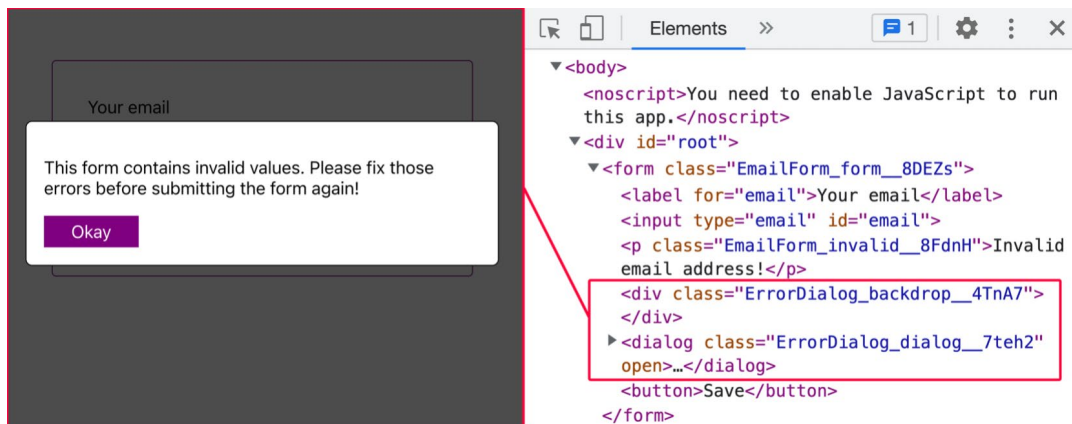 Your email
This form contains invalid values. Please fix those
errors before submitting the form again!
Okay
Elements
1
<body>
<noscript>You need to enable JavaScript to run
this app.</noscript>
<div id="root">
<form class="EmailForm_form__8DEZs">
<label for="email">Your email</label>
<input type="email" id="email">
<p class="EmailForm_invalid__8FdnH">Invalid
email address!</p>
<div class="ErrorDialog_backdrop__4TnA7">
</div>
<dialog class="ErrorDialog_dialog__7teh2"
open>…</dialog>
<button>Save</button>
</form>